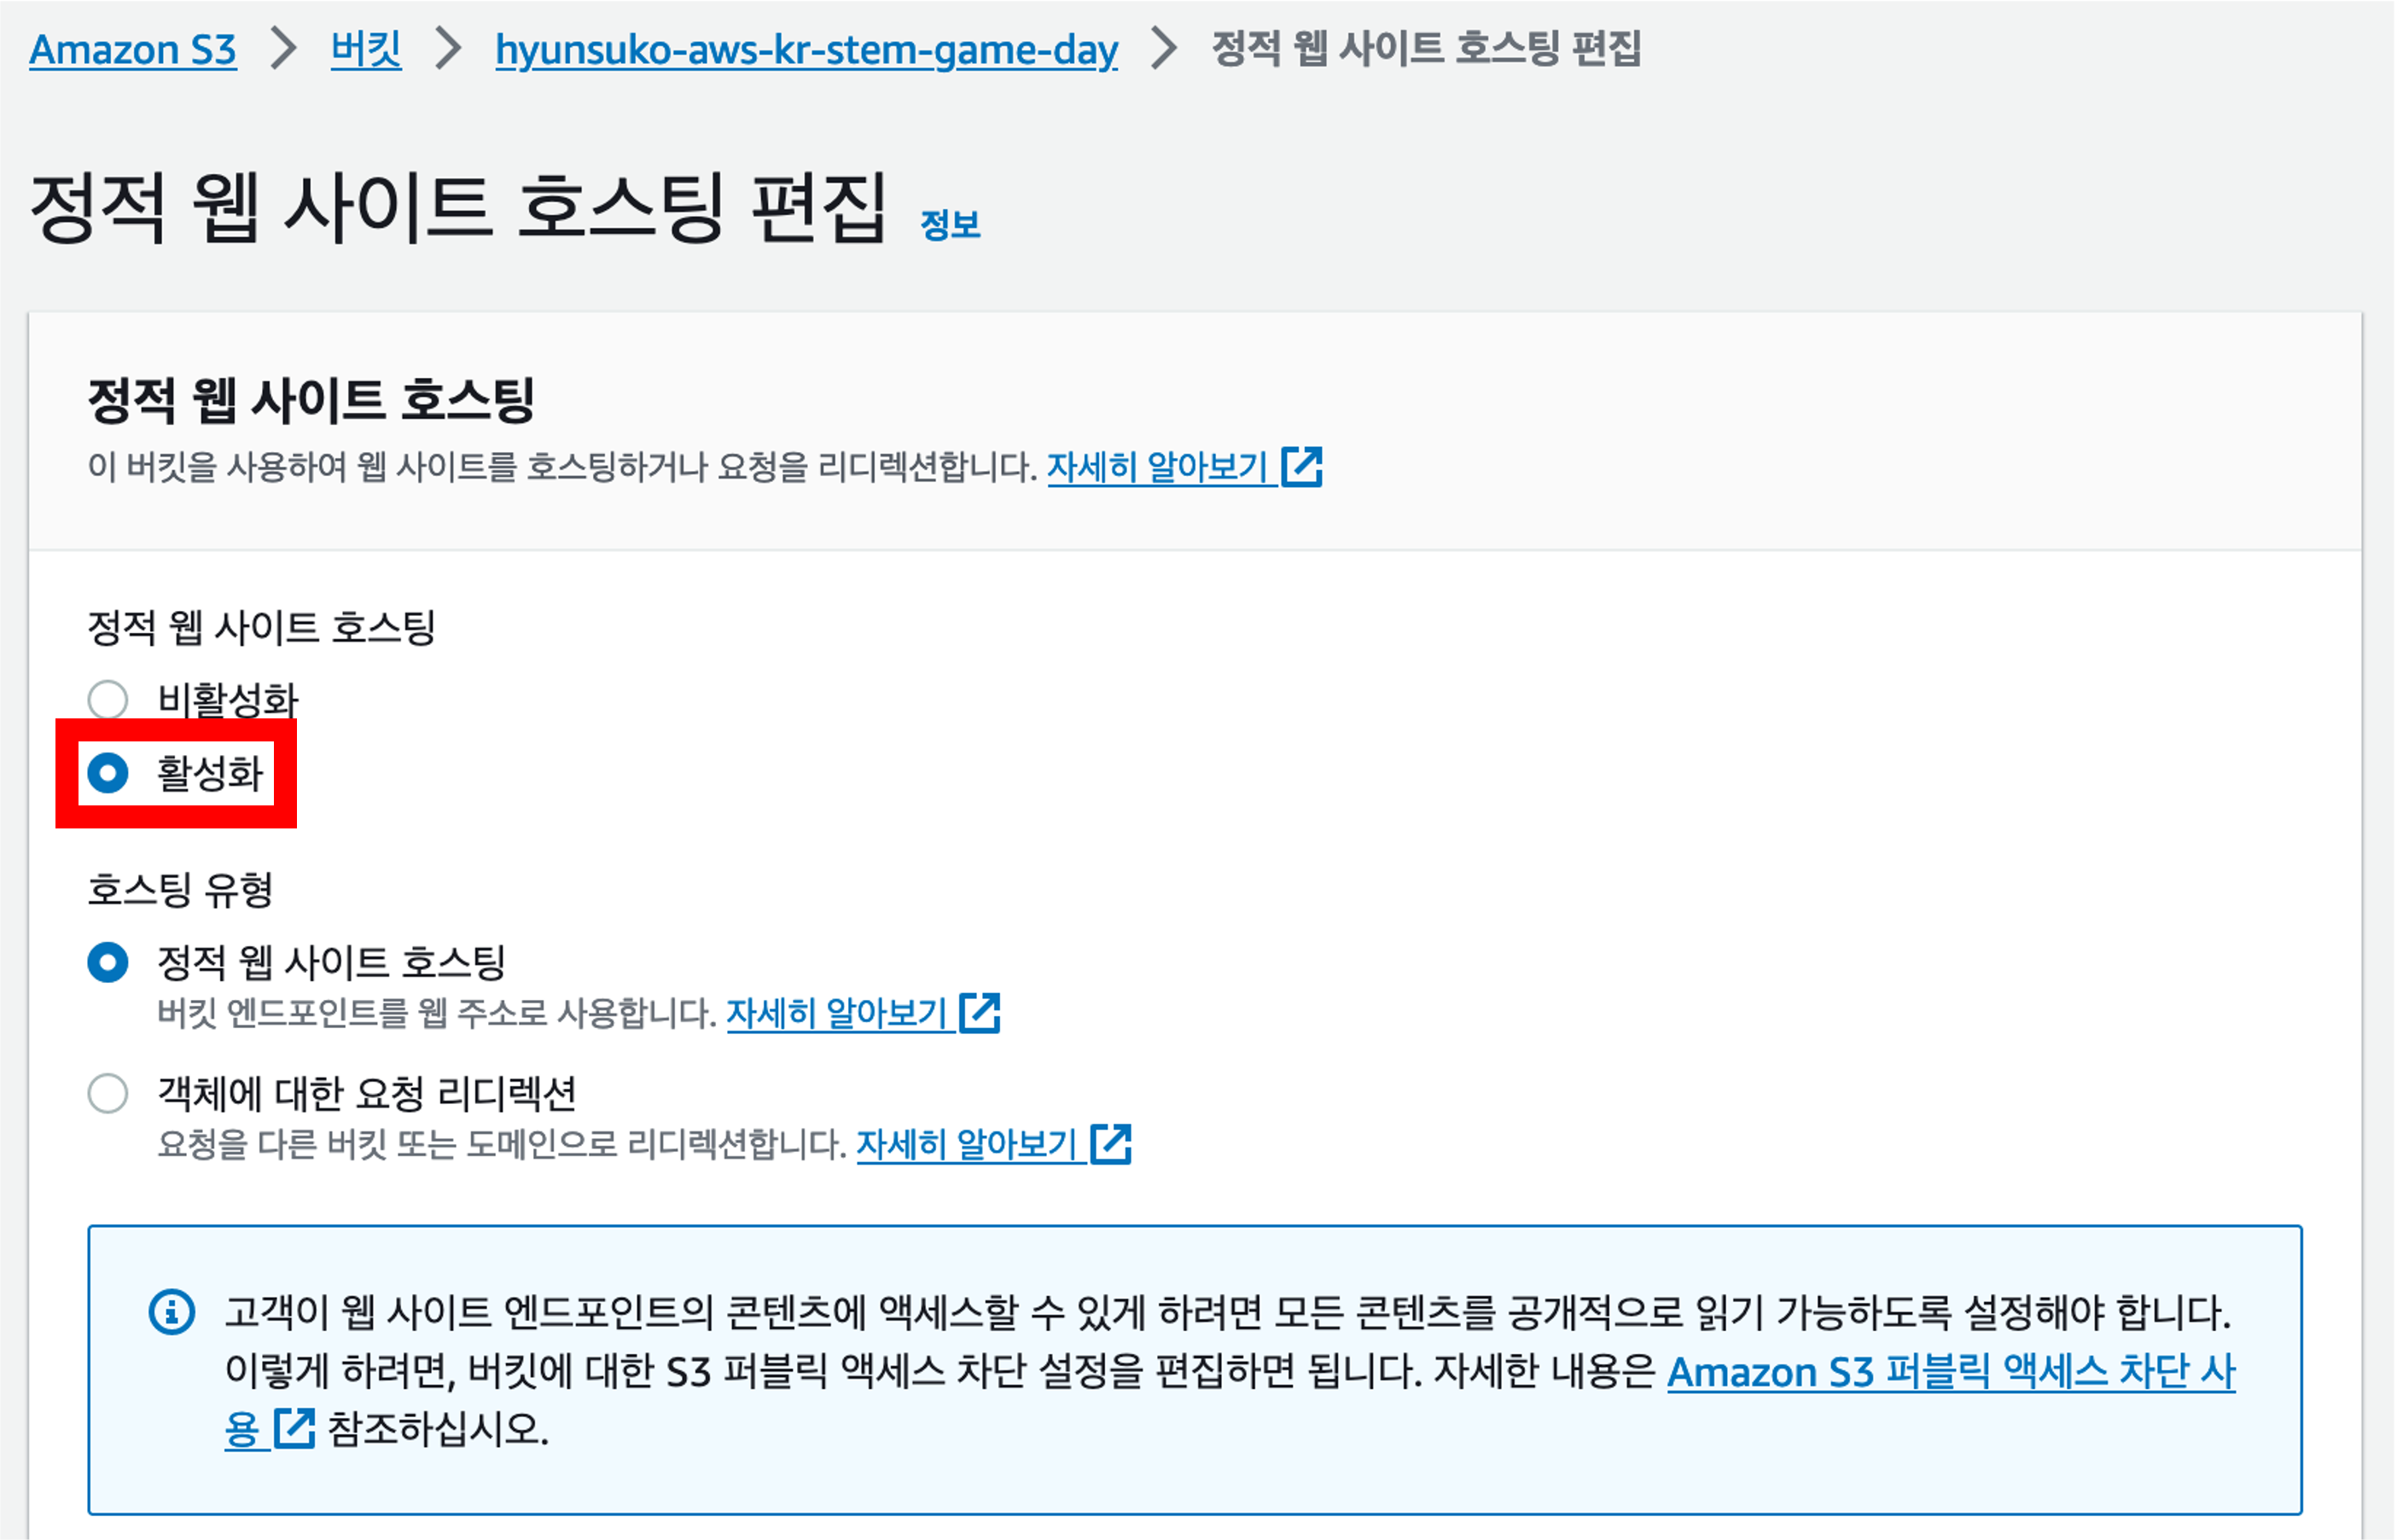 Amazon S3 > 버킷 > hyunsuko-aws-kr-stem-game-day > 정적 웹 사이트 호스팅 편집
정적 웹 사이트 호스팅 편집 정보
정적 웹 사이트 호스팅
이 버킷을 사용하여 웹 사이트를 호스팅하거나 요청을 리디렉션합니다. 자세히 알아보기
정적 웹 사이트 호스팅
비활성화
활성화
호스팅 유형
정적 웹 사이트 호스팅
버킷 엔드포인트를 웹 주소로 사용합니다. 자세히 알아보기
객체에 대한 요청 리디렉션
요청을 다른 버킷 또는 도메인으로 리디렉션합니다. 자세히 알아보기
고객이 웹 사이트 엔드포인트의 콘텐츠에 액세스할 수 있게 하려면 모든 콘텐츠를 공개적으로 읽기 가능하도록 설정해야 합니다.
이렇게 하려면, 버킷에 대한 S3 퍼블릭 액세스 차단 설정을 편집하면 됩니다. 자세한 내용은 Amazon S3 퍼블릭 액세스 차단 사
용 참조하십시오.